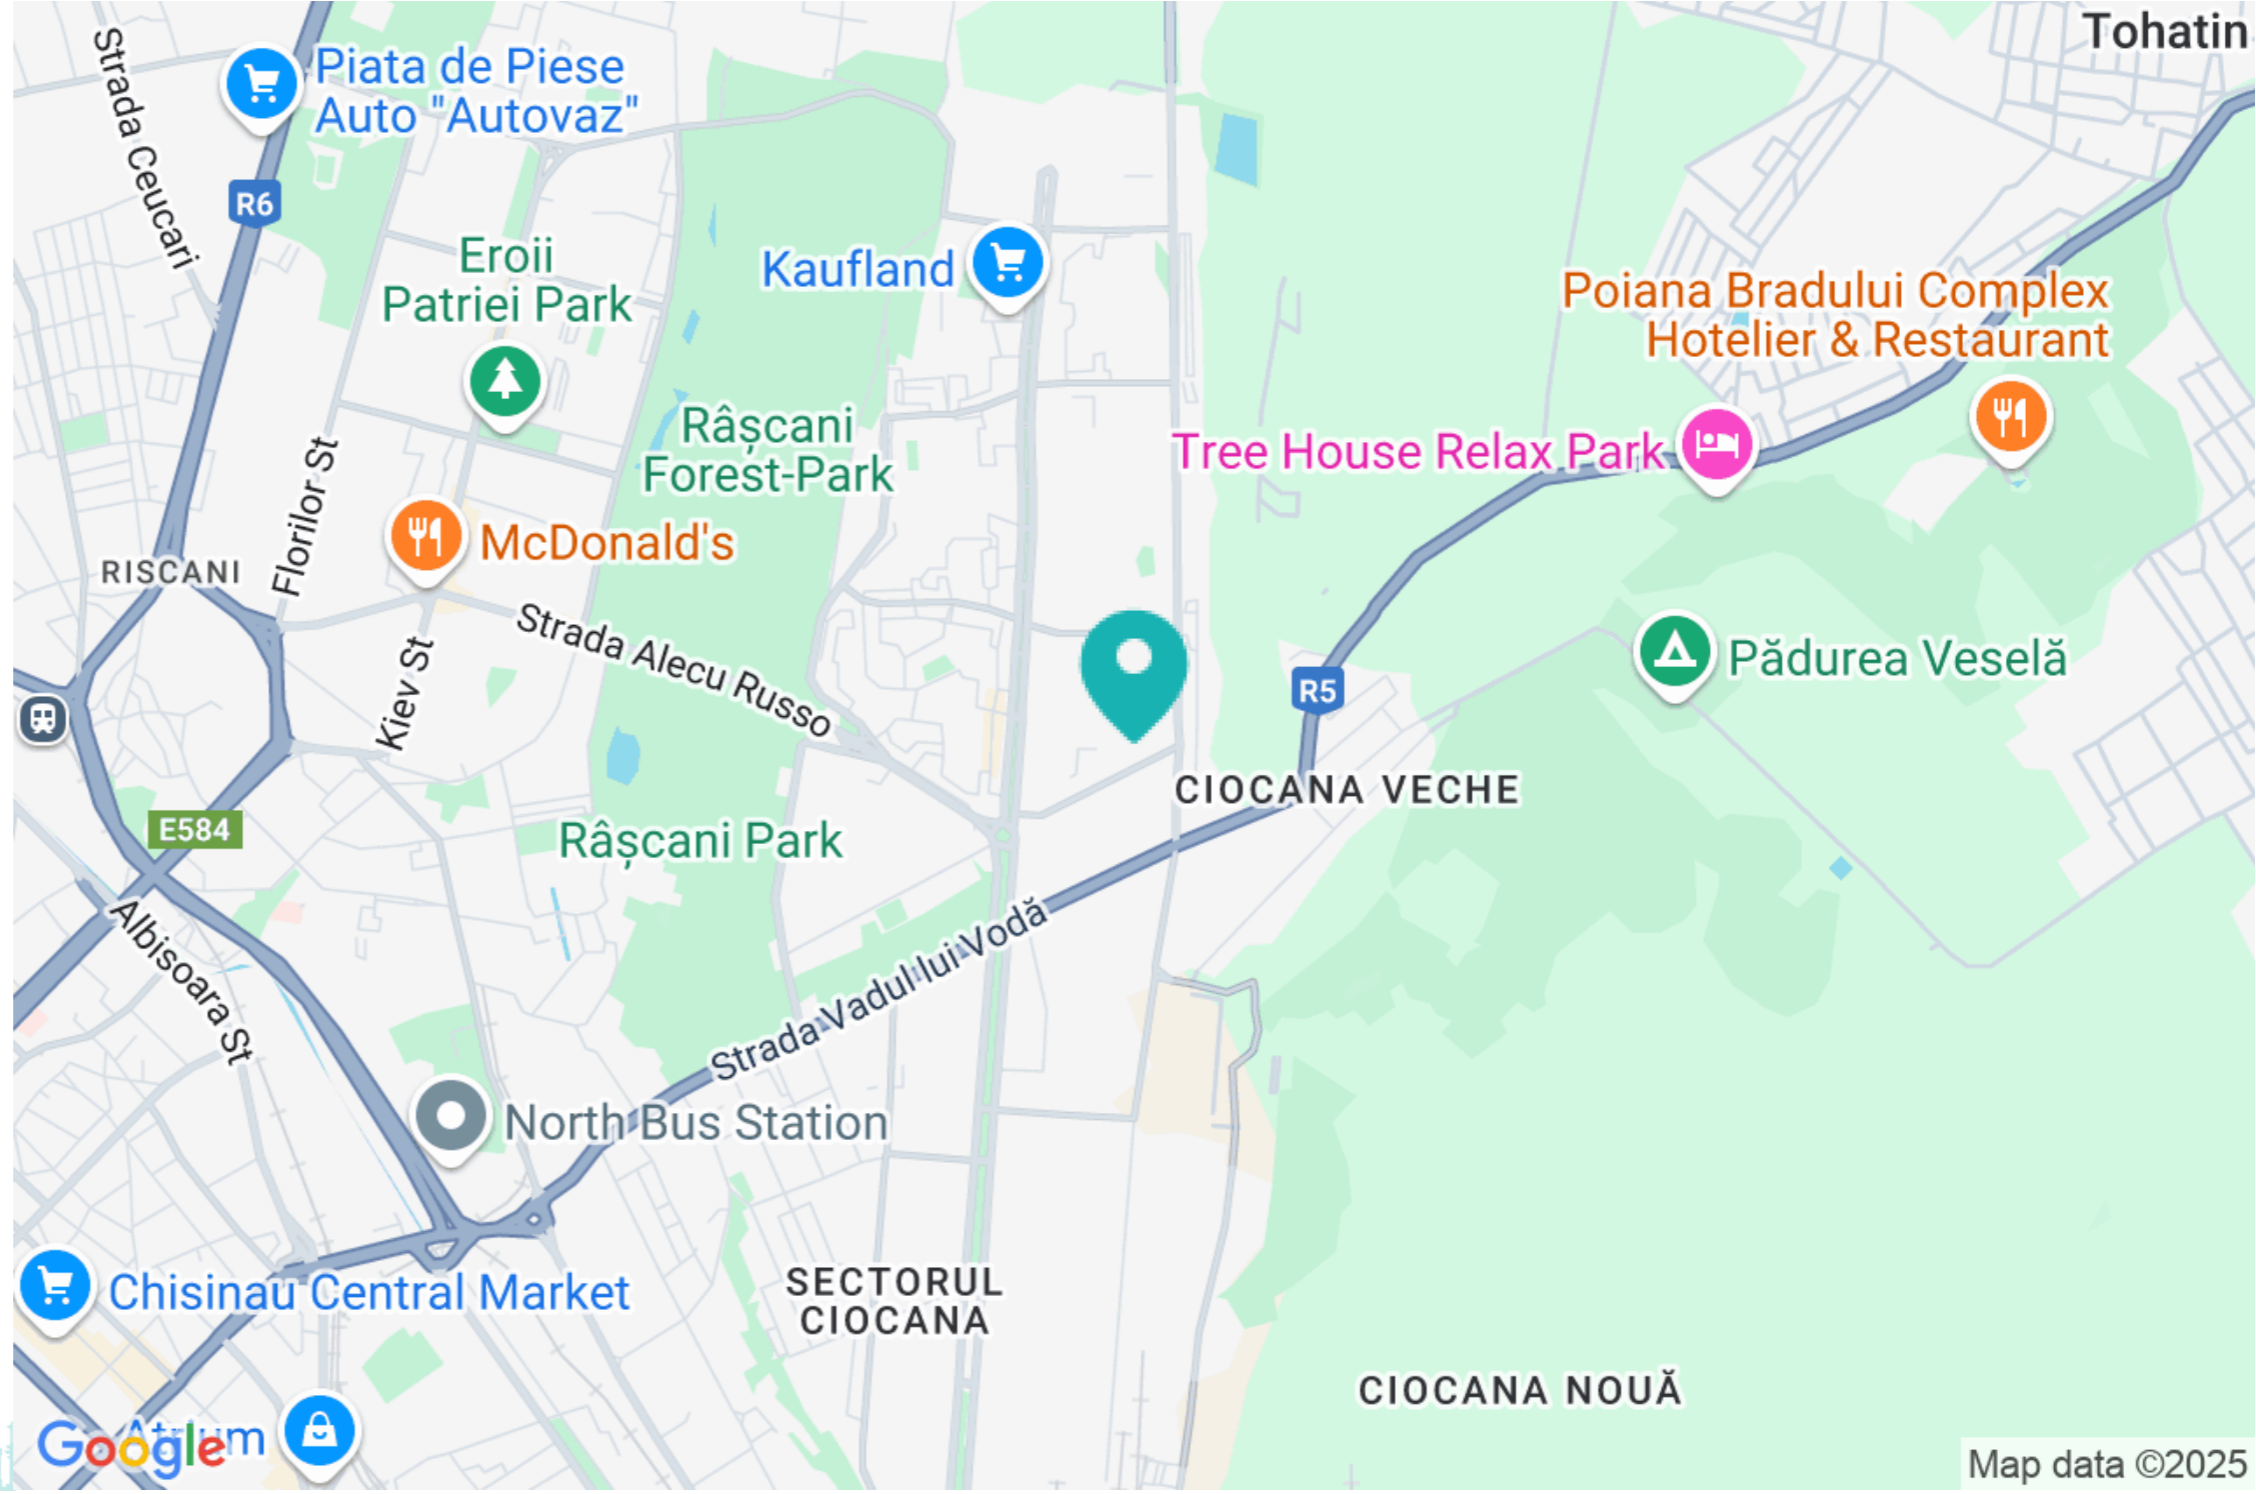 Tohatin
Strada Ceucari
Piata de Piese
Auto "Autovaz"
R6
Eroii
Patriei Park
Kaufland
Poiana Bradului Complex
Hotelier & Restaurant
Râșcani
Forest-Park
Tree House Relax Park
Florilor St
McDonald's
RISCANI
Strada Alecu Russo
Kiev St
R5
Pădurea Veselă
CIOCANA VECHE
E584
Râșcani Park
Albisoara St
Strada Vadul lui Vodă
North Bus Station
Chisinau Central Market
SECTORUL
CIOCANA
CIOCANA NOUĂ
Atrium
Google
Map data ©2025